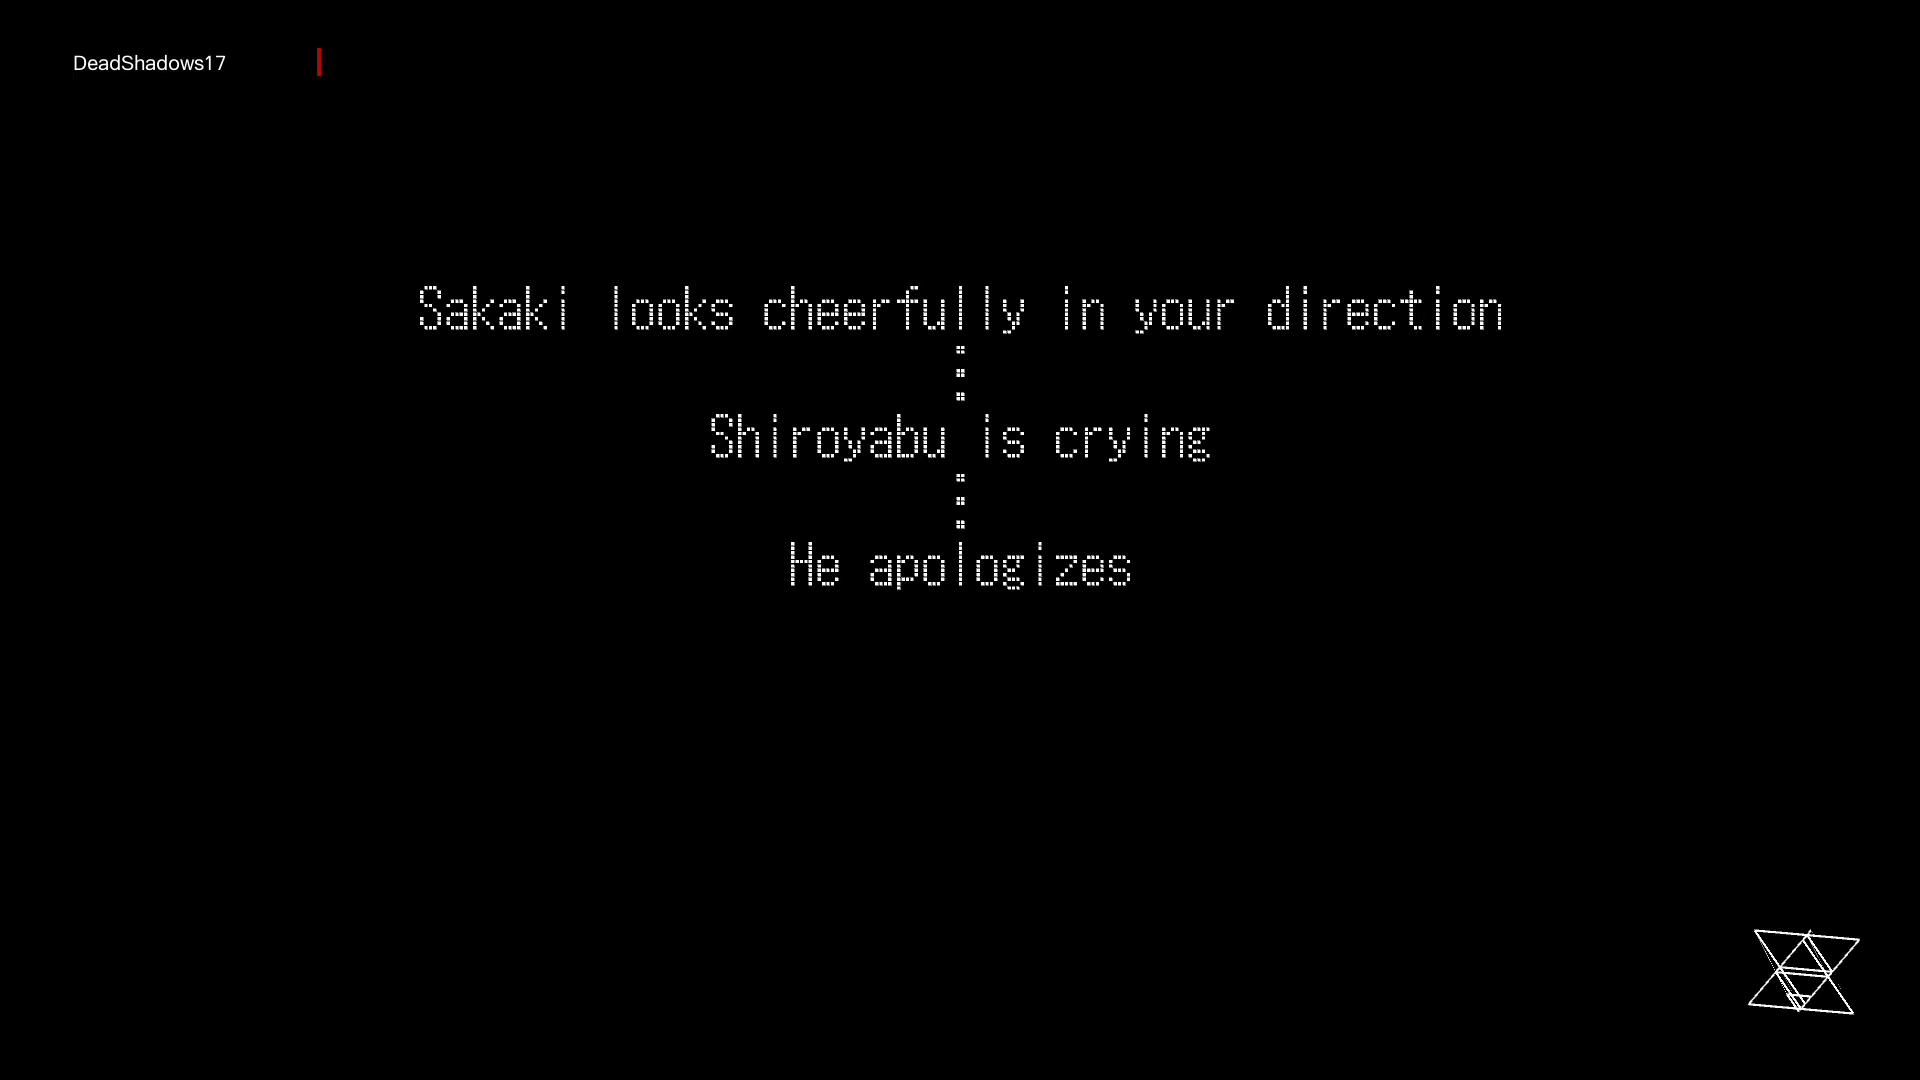 DeadShadows17
Sakaki looks cheerfully in your direction
Shiroyabu is crying
He apologizes